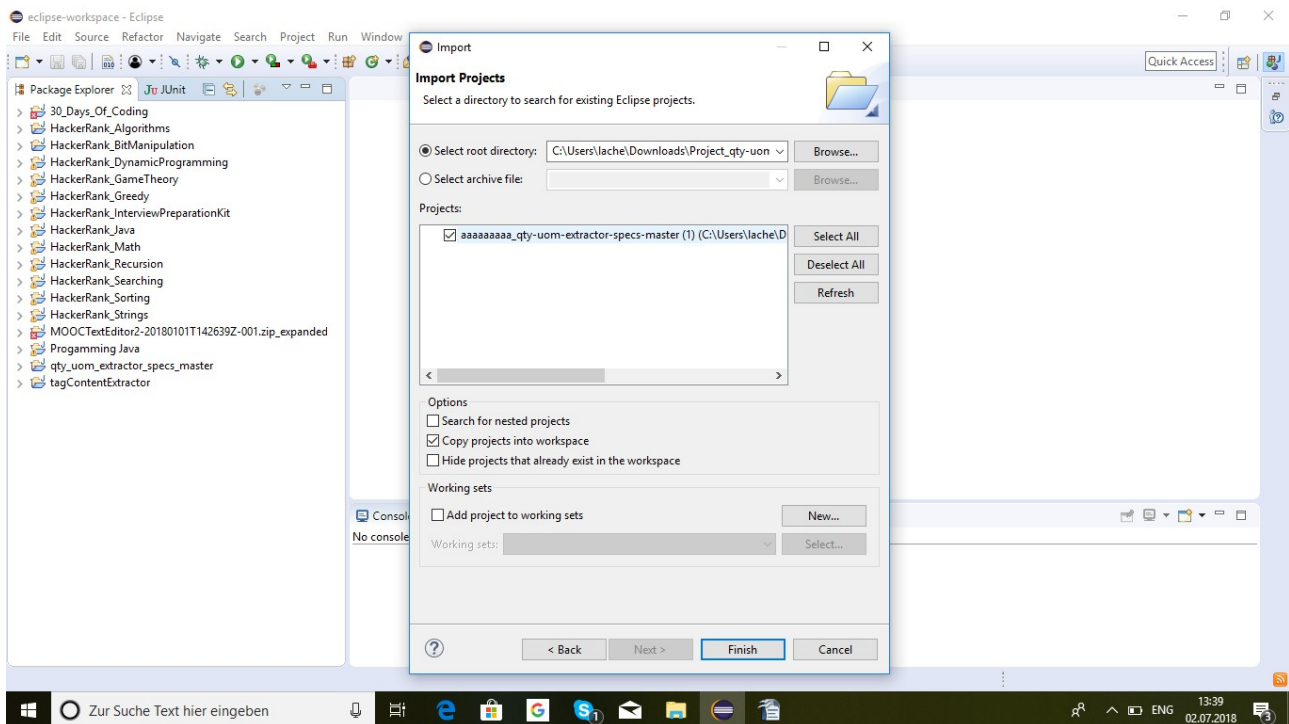 eclipse-workspace - Eclipse
File Edit Source Refactor Navigate Search Project Run Window
Quick Access
Package Explorer JUnit
30_Days_Of_Coding
HackerRank_Algorithms
HackerRank_BitManipulation
HackerRank_DynamicProgramming
HackerRank_GameTheory
HackerRank_Greedy
HackerRank_InterviewPreparationKit
HackerRank_Java
HackerRank_Math
HackerRank_Recursion
HackerRank_Searching
HackerRank_Sorting
HackerRank_Strings
MOOCTextEditor2-20180101T142639Z-001.zip_expanded
Progamming Java
qty_uom_extractor_specs_master
tagContentExtractor
Import
Import Projects
Select a directory to search for existing Eclipse projects.
Select root directory: C:\Users\lache\Downloads\Project_qty-uon Browse...
Select archive file: Browse...
Projects:
aaaaaaaaa_qty-uom-extractor-specs-master (1) (C:\Users\lache\D
Select All
Deselect All
Refresh
Options
Search for nested projects
Copy projects into workspace
Hide projects that already exist in the workspace
Working sets
Add project to working sets New...
Working sets: Select...
? < Back Next > Finish Cancel
Consol
No console
Zur Suche Text hier eingeben
ENG
13:39
02.07.2018